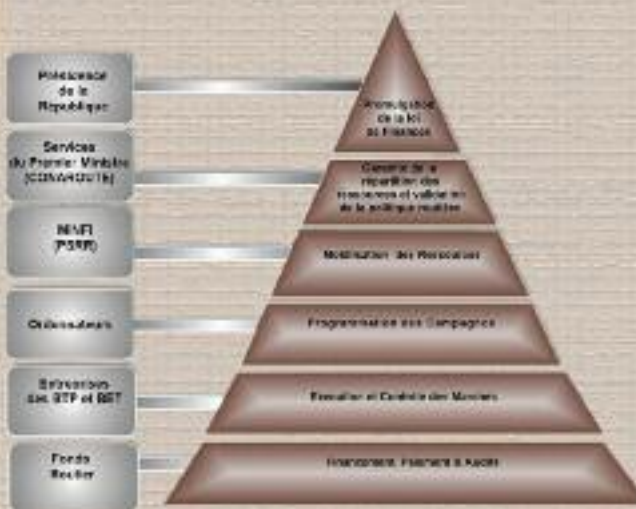 Présidence
de la
République
Promulgation
de la loi
de Finances
Services
du Premier Ministre
(CONAROUTE)
Garante de la
répartition des
ressources et validation
de la politique routière
MINFI
(PSRR)
Mobilisation des Ressources
Ordonnateurs
Programmation des Campagnes
Entreprises
des BTP et BET
Exécution et Contrôle des Marchés
Fonds
Routier
Financement, Paiement & Audits